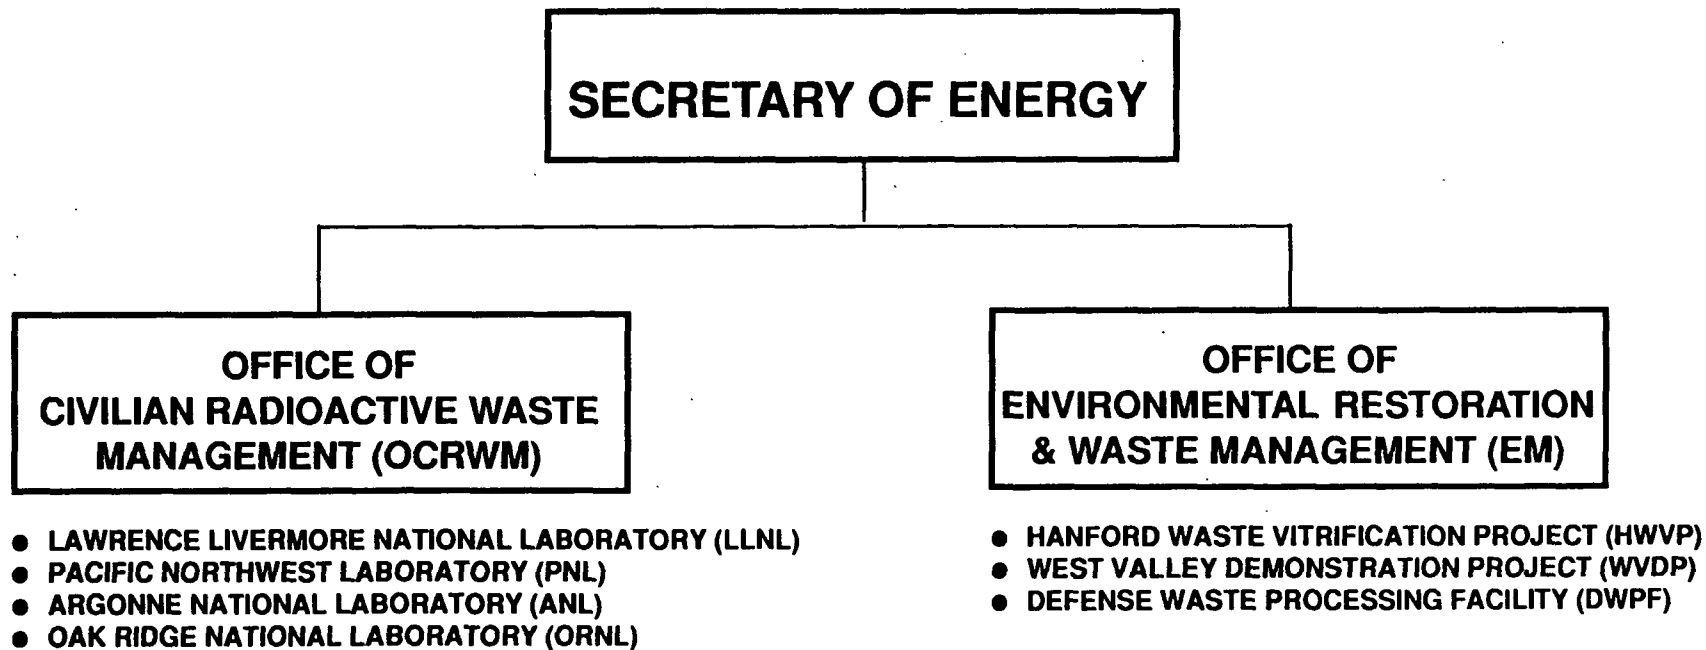 SECRETARY OF ENERGY
OFFICE OF
CIVILIAN RADIOACTIVE WASTE
MANAGEMENT (OCRWM)
● LAWRENCE LIVERMORE NATIONAL LABORATORY (LLNL)
● PACIFIC NORTHWEST LABORATORY (PNL)
● ARGONNE NATIONAL LABORATORY (ANL)
● OAK RIDGE NATIONAL LABORATORY (ORNL)
OFFICE OF
ENVIRONMENTAL RESTORATION
& WASTE MANAGEMENT (EM)
● HANFORD WASTE VITRIFICATION PROJECT (HWVP)
● WEST VALLEY DEMONSTRATION PROJECT (WVDP)
● DEFENSE WASTE PROCESSING FACILITY (DWPF)